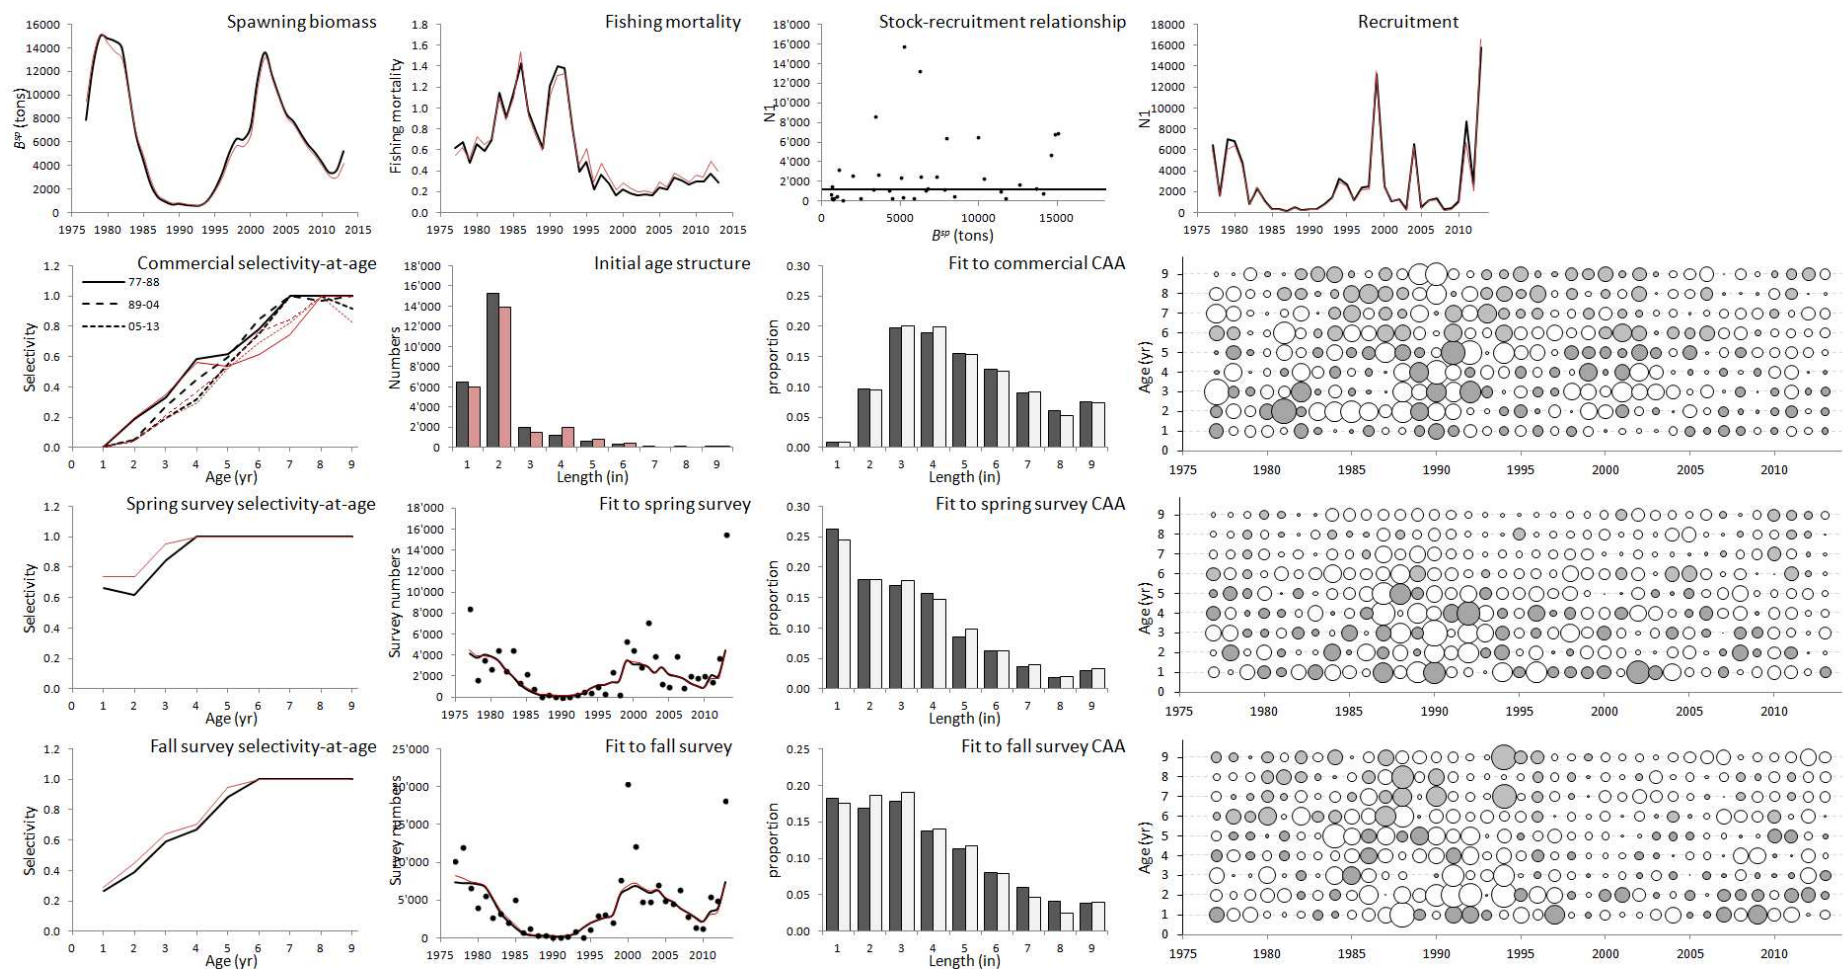 Spawning biomass
16000
14000
12000
10000
8000
6000
4000
2000
0
Bsp (tons)
1975 1980 1985 1990 1995 2000 2005 2010 2015
Fishing mortality
1.8
1.6
1.4
1.2
1.0
0.8
0.6
0.4
0.2
0.0
Fishing mortality
1975 1980 1985 1990 1995 2000 2005 2010 2015
Stock-recruitment relationship
18'000
16'000
14'000
12'000
10'000
8'000
6'000
4'000
2'000
0
N1
0 5000 10000 15000
Bsp (tons)
Recruitment
18000
16000
14000
12000
10000
8000
6000
4000
2000
0
N1
1975 1980 1985 1990 1995 2000 2005 2010
Commercial selectivity-at-age
1.2
1.0
0.8
0.6
0.4
0.2
0.0
Selectivity
77-88
89-04
05-13
0 1 2 3 4 5 6 7 8 9
Age (yr)
Initial age structure
18'000
16'000
14'000
12'000
10'000
8'000
6'000
4'000
2'000
0
Numbers
1 2 3 4 5 6 7 8 9
Length (in)
Fit to commercial CAA
0.30
0.25
0.20
0.15
0.10
0.05
0.00
proportion
1 2 3 4 5 6 7 8 9
Length (in)
9
8
7
6
5
4
3
2
1
0
Age (yr)
1975 1980 1985 1990 1995 2000 2005 2010
Spring survey selectivity-at-age
1.2
1.0
0.8
0.6
0.4
0.2
0.0
Selectivity
0 1 2 3 4 5 6 7 8 9
Age (yr)
Fit to spring survey
18'000
16'000
14'000
12'000
10'000
8'000
6'000
4'000
2'000
0
Survey numbers
1975 1980 1985 1990 1995 2000 2005 2010
Fit to spring survey CAA
0.30
0.25
0.20
0.15
0.10
0.05
0.00
proportion
1 2 3 4 5 6 7 8 9
Length (in)
9
8
7
6
5
4
3
2
1
0
Age (yr)
1975 1980 1985 1990 1995 2000 2005 2010
Fall survey selectivity-at-age
1.2
1.0
0.8
0.6
0.4
0.2
0.0
Selectivity
0 1 2 3 4 5 6 7 8 9
Age (yr)
Fit to fall survey
25'000
20'000
15'000
10'000
5'000
0
Survey numbers
1975 1980 1985 1990 1995 2000 2005 2010
Fit to fall survey CAA
0.25
0.20
0.15
0.10
0.05
0.00
proportion
1 2 3 4 5 6 7 8 9
Length (in)
9
8
7
6
5
4
3
2
1
0
Age (yr)
1975 1980 1985 1990 1995 2000 2005 2010